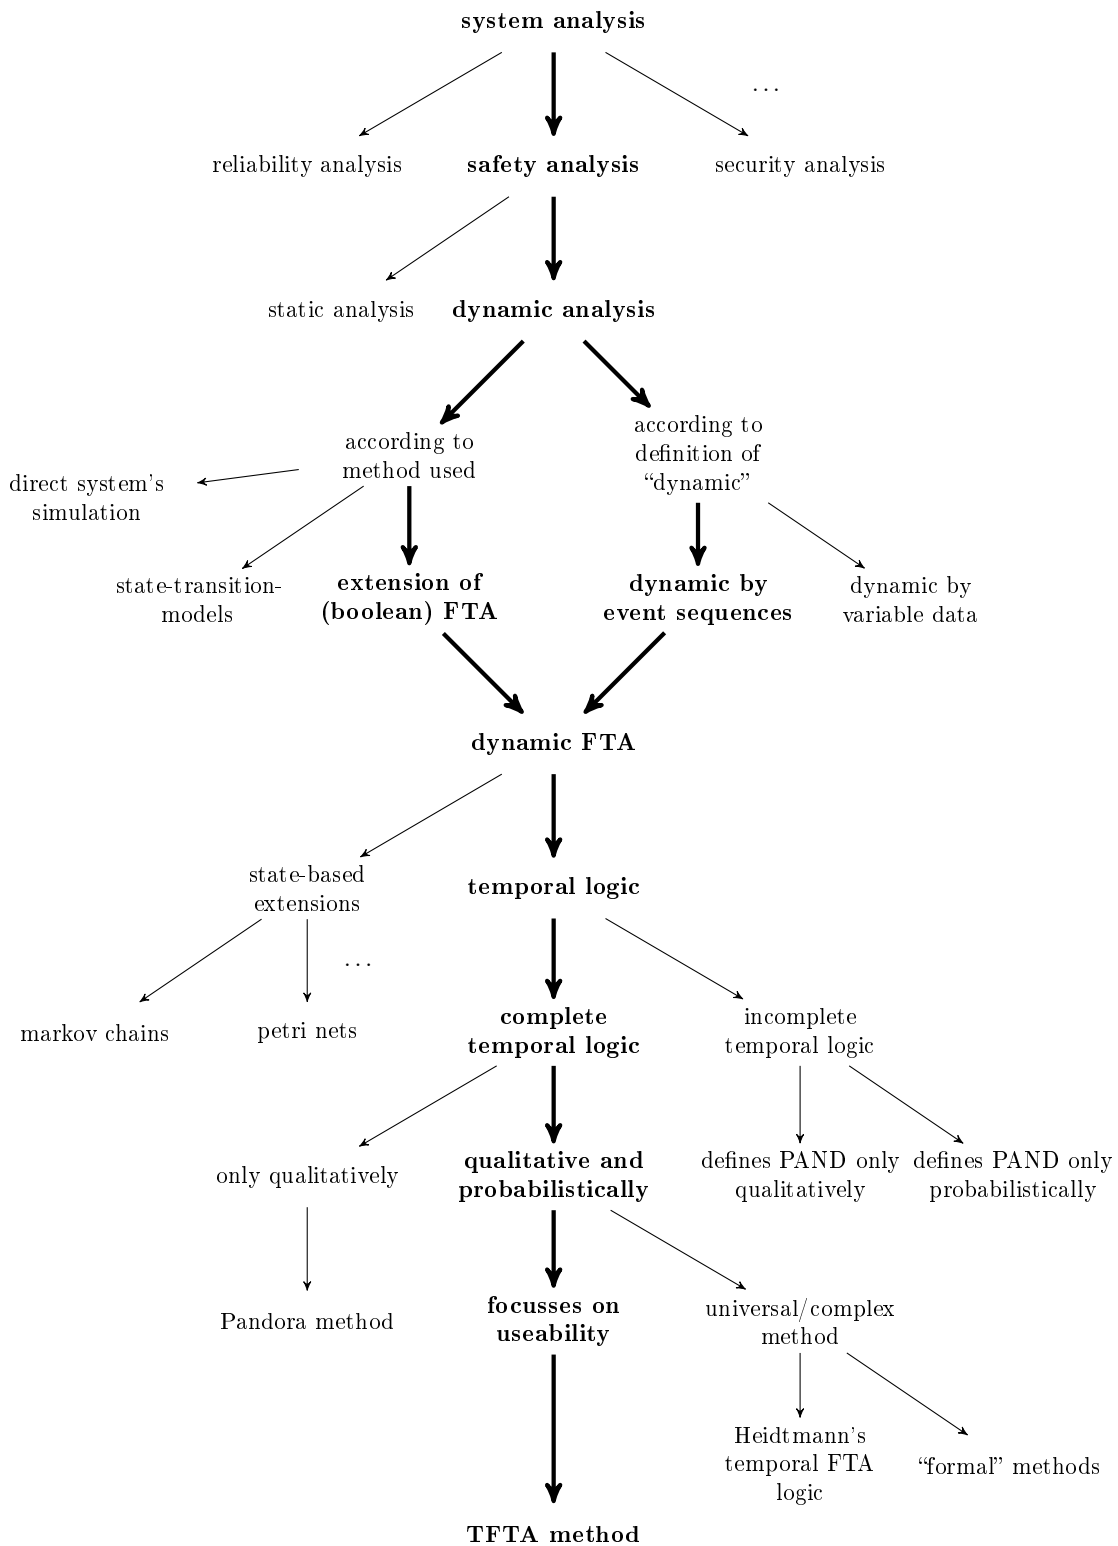 system analysis
. . .
reliability analysis
safety analysis
security analysis
static analysis
dynamic analysis
according to
method used
according to
definition of
“dynamic”
direct system’s
simulation
state-transition-
models
extension of
(boolean) FTA
dynamic by
event sequences
dynamic by
variable data
dynamic FTA
state-based
extensions
temporal logic
. . .
markov chains
petri nets
complete
temporal logic
incomplete
temporal logic
only qualitatively
qualitative and
probabilistically
defines PAND only
qualitatively
defines PAND only
probabilistically
Pandora method
focusses on
useability
universal/complex
method
Heidtmann’s
temporal FTA
logic
“formal” methods
TFTA method